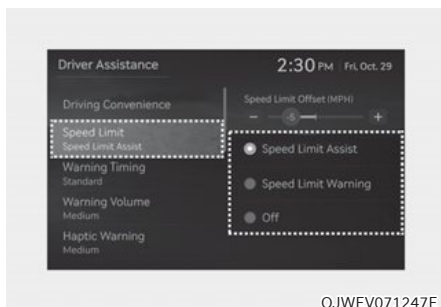 Driver Assistance
2:30 PM Fri, Oct. 29
Driving Convenience
Speed Limit
Speed Limit Assist
Warning Timing
Standard
Warning Volume
Medium
Haptic Warning
Medium
Speed Limit Offset (MPH)
- -5 +
Speed Limit Assist
Speed Limit Warning
Off
OJWEV071247E